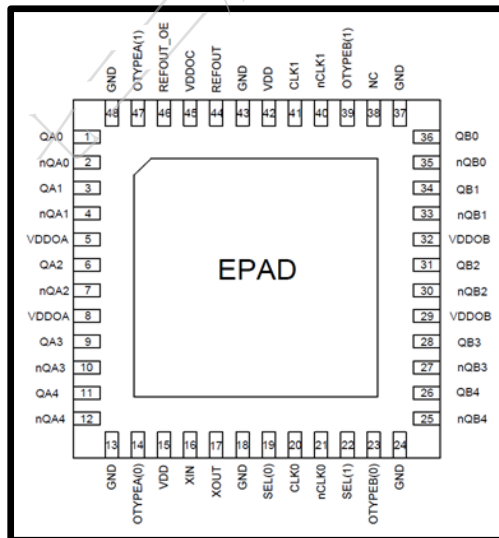 GND
OTYPEA(1)
REFOUT_OE
VDDOC
REFOUT
GND
VDD
CLK1
nCLK1
OTYPEB(1)
NC
GND
48 47 46 45 44 43 42 41 40 39 38 37
QA0 1 36 QB0
nQA0 2 35 nQB0
QA1 3 34 QB1
nQA1 4 33 nQB1
VDDOA 5 32 VDDOB
QA2 6 31 QB2
EPAD
nQA2 7 30 nQB2
VDDOA 8 29 VDDOB
QA3 9 28 QB3
nQA3 10 27 nQB3
QA4 11 26 QB4
nQA4 12 25 nQB4
13 14 15 16 17 18 19 20 21 22 23 24
GND
OTYPEA(0)
VDD
XIN
XOUT
GND
SEL(0)
CLK0
nCLK0
SEL(1)
OTYPEB(0)
GND